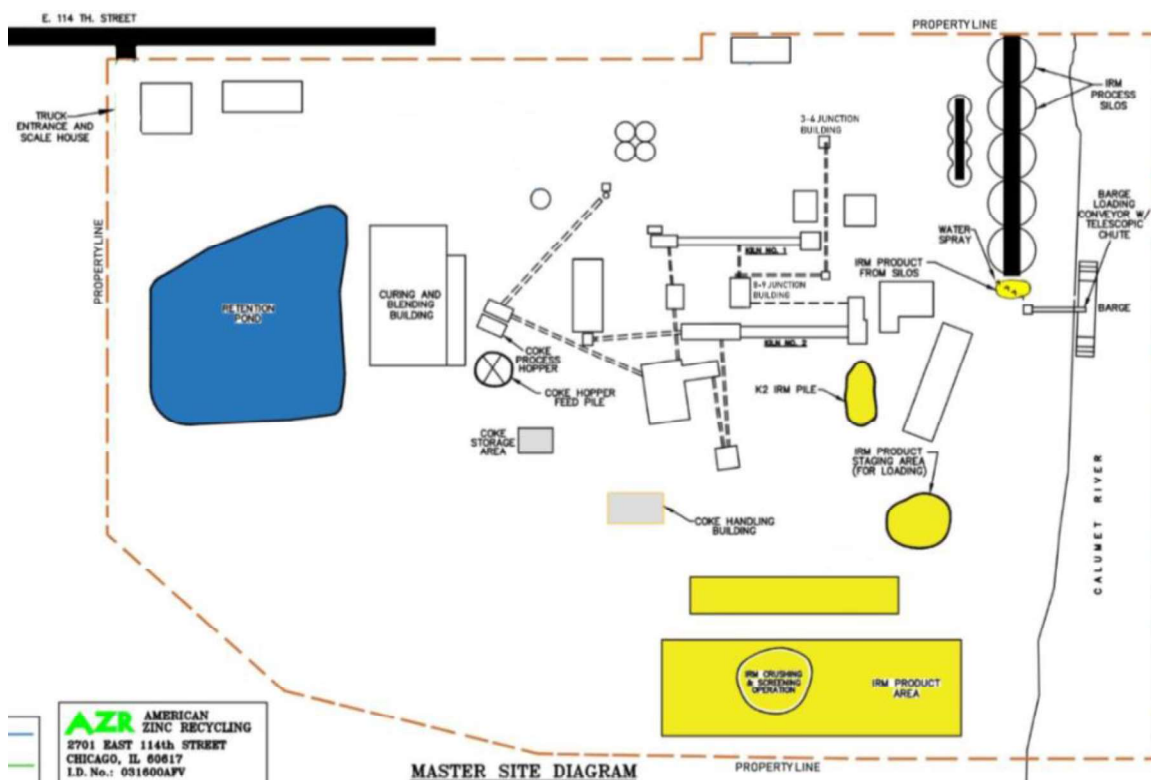 E. 114 TH. STREET
PROPERTYLINE
TRUCK
ENTRANCE AND
SCALE HOUSE
IRM
PROCESS
SILOS
3-4 JUNCTION
BUILDING
BARGE
LOADING
CONVEYOR W/
TELESCOPIC
CHUTE
WATER
SPRAY
PROPERTYLINE
KILN NO. 1
IRM PRODUCT
FROM SILOS
8-9 JUNCTION
BUILDING
CURING AND
BLENDING
BUILDING
RETENTION
POND
BARGE
KILN NO. 2
COKE
PROCESS
HOPPER
COKE HOPPER
FEED PILE
K2 IRM PILE
COKE
STORAGE
AREA
IRM PRODUCT
STAGING AREA
(FOR LOADING)
COKE HANDLING
BUILDING
CALUMET RIVER
IRM CRUSHING
& SCREENING
OPERATION
IRM PRODUCT
AREA
AZR AMERICAN
ZINC RECYCLING
2701 EAST 114th STREET
CHICAGO, IL 60617
I.D. No.: 031600AFV
MASTER SITE DIAGRAM
PROPERTYLINE